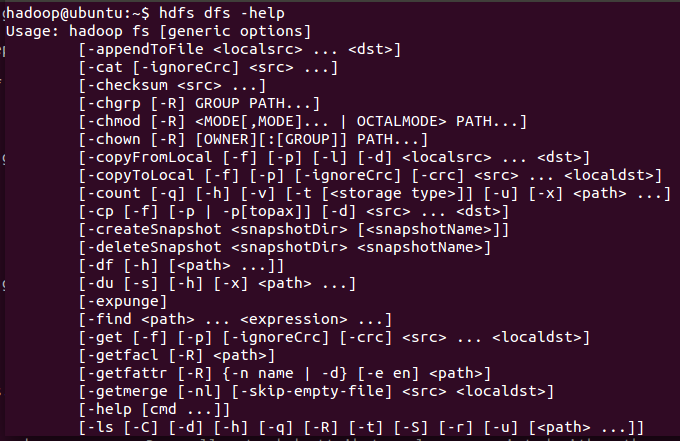 hadoop@ubuntu:~$ hdfs dfs -help
Usage: hadoop fs [generic options]
[-appendToFile <localsrc> ... <dst>]
[-cat [-ignoreCrc] <src> ...]
[-checksum <src> ...]
[-chgrp [-R] GROUP PATH...]
[-chmod [-R] <MODE[,MODE]... | OCTALMODE> PATH...]
[-chown [-R] [OWNER][:[GROUP]] PATH...]
[-copyFromLocal [-f] [-p] [-l] [-d] <localsrc> ... <dst>]
[-copyToLocal [-f] [-p] [-ignoreCrc] [-crc] <src> ... <localdst>]
[-count [-q] [-h] [-v] [-t [<storage type>]] [-u] [-x] <path> ...]
[-cp [-f] [-p | -p[topax]] [-d] <src> ... <dst>]
[-createSnapshot <snapshotDir> [<snapshotName>]]
[-deleteSnapshot <snapshotDir> <snapshotName>]
[-df [-h] [<path> ...]]
[-du [-s] [-h] [-x] <path> ...]
[-expunge]
[-find <path> ... <expression> ...]
[-get [-f] [-p] [-ignoreCrc] [-crc] <src> ... <localdst>]
[-getfacl [-R] <path>]
[-getfattr [-R] {-n name | -d} [-e en] <path>]
[-getmerge [-nl] [-skip-empty-file] <src> <localdst>]
[-help [cmd ...]]
[-ls [-C] [-d] [-h] [-q] [-R] [-t] [-S] [-r] [-u] [<path> ...]]